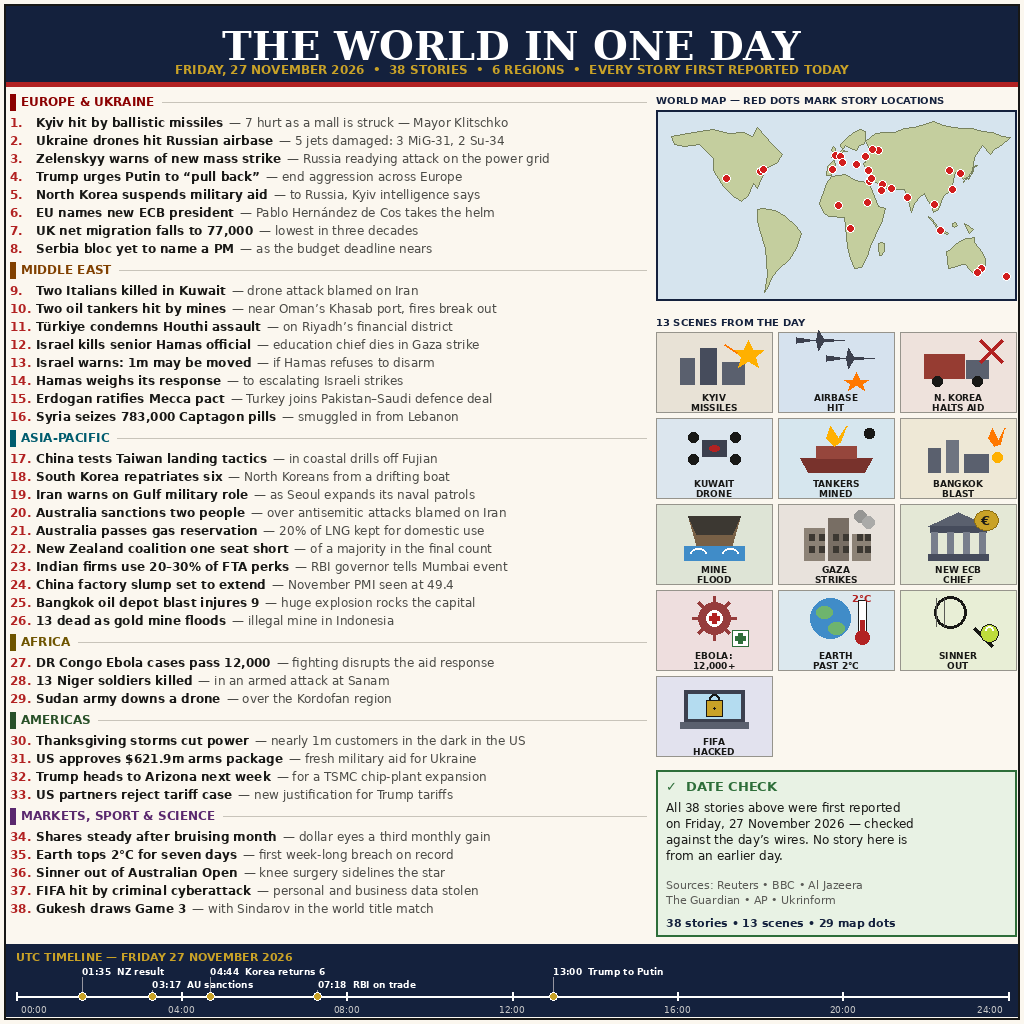 THE WORLD IN ONE DAY
FRIDAY, 27 NOVEMBER 2026 • 38 STORIES • 6 REGIONS • EVERY STORY FIRST REPORTED TODAY
EUROPE & UKRAINE
1. Kyiv hit by ballistic missiles — 7 hurt as a mall is struck — Mayor Klitschko
2. Ukraine drones hit Russian airbase — 5 jets damaged: 3 MiG-31, 2 Su-34
3. Zelenskyy warns of new mass strike — Russia readying attack on the power grid
4. Trump urges Putin to “pull back” — end aggression across Europe
5. North Korea suspends military aid — to Russia, Kyiv intelligence says
6. EU names new ECB president — Pablo Hernández de Cos takes the helm
7. UK net migration falls to 77,000 — lowest in three decades
8. Serbia bloc yet to name a PM — as the budget deadline nears
MIDDLE EAST
9. Two Italians killed in Kuwait — drone attack blamed on Iran
10. Two oil tankers hit by mines — near Oman’s Khasab port, fires break out
11. Türkiye condemns Houthi assault — on Riyadh’s financial district
12. Israel kills senior Hamas official — education chief dies in Gaza strike
13. Israel warns: 1m may be moved — if Hamas refuses to disarm
14. Hamas weighs its response — to escalating Israeli strikes
15. Erdogan ratifies Mecca pact — Turkey joins Pakistan–Saudi defence deal
16. Syria seizes 783,000 Captagon pills — smuggled in from Lebanon
ASIA-PACIFIC
17. China tests Taiwan landing tactics — in coastal drills off Fujian
18. South Korea repatriates six — North Koreans from a drifting boat
19. Iran warns on Gulf military role — as Seoul expands its naval patrols
20. Australia sanctions two people — over antisemitic attacks blamed on Iran
21. Australia passes gas reservation — 20% of LNG kept for domestic use
22. New Zealand coalition one seat short — of a majority in the final count
23. Indian firms use 20–30% of FTA perks — RBI governor tells Mumbai event
24. China factory slump set to extend — November PMI seen at 49.4
25. Bangkok oil depot blast injures 9 — huge explosion rocks the capital
26. 13 dead as gold mine floods — illegal mine in Indonesia
AFRICA
27. DR Congo Ebola cases pass 12,000 — fighting disrupts the aid response
28. 13 Niger soldiers killed — in an armed attack at Sanam
29. Sudan army downs a drone — over the Kordofan region
AMERICAS
30. Thanksgiving storms cut power — nearly 1m customers in the dark in the US
31. US approves $621.9m arms package — fresh military aid for Ukraine
32. Trump heads to Arizona next week — for a TSMC chip-plant expansion
33. US partners reject tariff case — new justification for Trump tariffs
MARKETS, SPORT & SCIENCE
34. Shares steady after bruising month — dollar eyes a third monthly gain
35. Earth tops 2°C for seven days — first week-long breach on record
36. Sinner out of Australian Open — knee surgery sidelines the star
37. FIFA hit by criminal cyberattack — personal and business data stolen
38. Gukesh draws Game 3 — with Sindarov in the world title match
WORLD MAP — RED DOTS MARK STORY LOCATIONS
13 SCENES FROM THE DAY
KYIV
MISSILES
AIRBASE
HIT
N. KOREA
HALTS AID
KUWAIT
DRONE
TANKERS
MINED
BANGKOK
BLAST
MINE
FLOOD
GAZA
STRIKES
€
NEW ECB
CHIEF
EBOLA:
12,000+
2°C
EARTH
PAST 2°C
SINNER
OUT
FIFA
HACKED
✓ DATE CHECK
All 38 stories above were first reported
on Friday, 27 November 2026 — checked
against the day’s wires. No story here is
from an earlier day.
Sources: Reuters • BBC • Al Jazeera
The Guardian • AP • Ukrinform
38 stories • 13 scenes • 29 map dots
UTC TIMELINE — FRIDAY 27 NOVEMBER 2026
01:35 NZ result
04:44 Korea returns 6
13:00 Trump to Putin
03:17 AU sanctions
07:18 RBI on trade
00:00 04:00 08:00 12:00 16:00 20:00 24:00